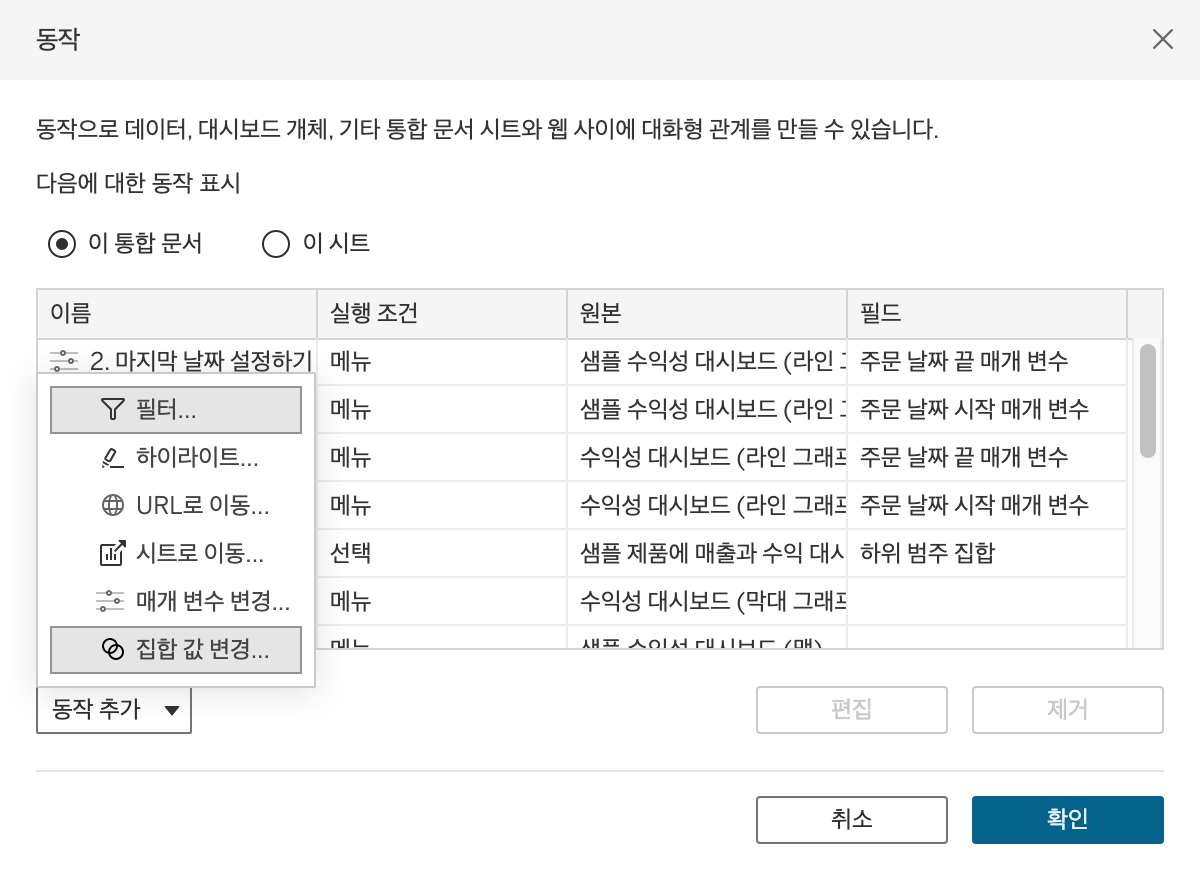 동작
동작으로 데이터, 대시보드 개체, 기타 통합 문서 시트와 웹 사이에 대화형 관계를 만들 수 있습니다.
다음에 대한 동작 표시
이 통합 문서 이 시트
이름 실행 조건 원본 필드
2. 마지막 날짜 설정하기 메뉴 샘플 수익성 대시보드 (라인 주문 날짜 끝 매개 변수
필터... 메뉴 샘플 수익성 대시보드 (라인 주문 날짜 시작 매개 변수
하이라이트... 메뉴 수익성 대시보드 (라인 그래프 주문 날짜 끝 매개 변수
URL로 이동... 메뉴 수익성 대시보드 (라인 그래프 주문 날짜 시작 매개 변수
시트로 이동... 선택 샘플 제품에 매출과 수익 대시 하위 범주 집합
매개 변수 변경... 메뉴 수익성 대시보드 (막대 그래프
집합 값 변경... 메뉴 샘플 수익성 대시보드 (맵)
동작 추가 편집 제거
취소 확인